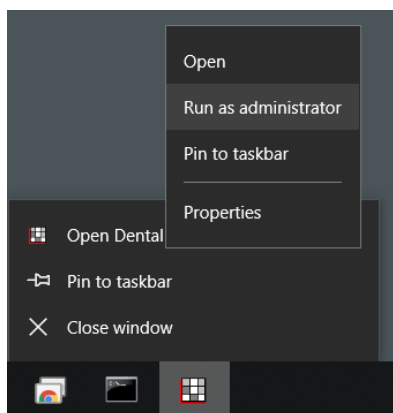 Open
Run as administrator
Pin to taskbar
Properties
Open Dental
Pin to taskbar
Close window